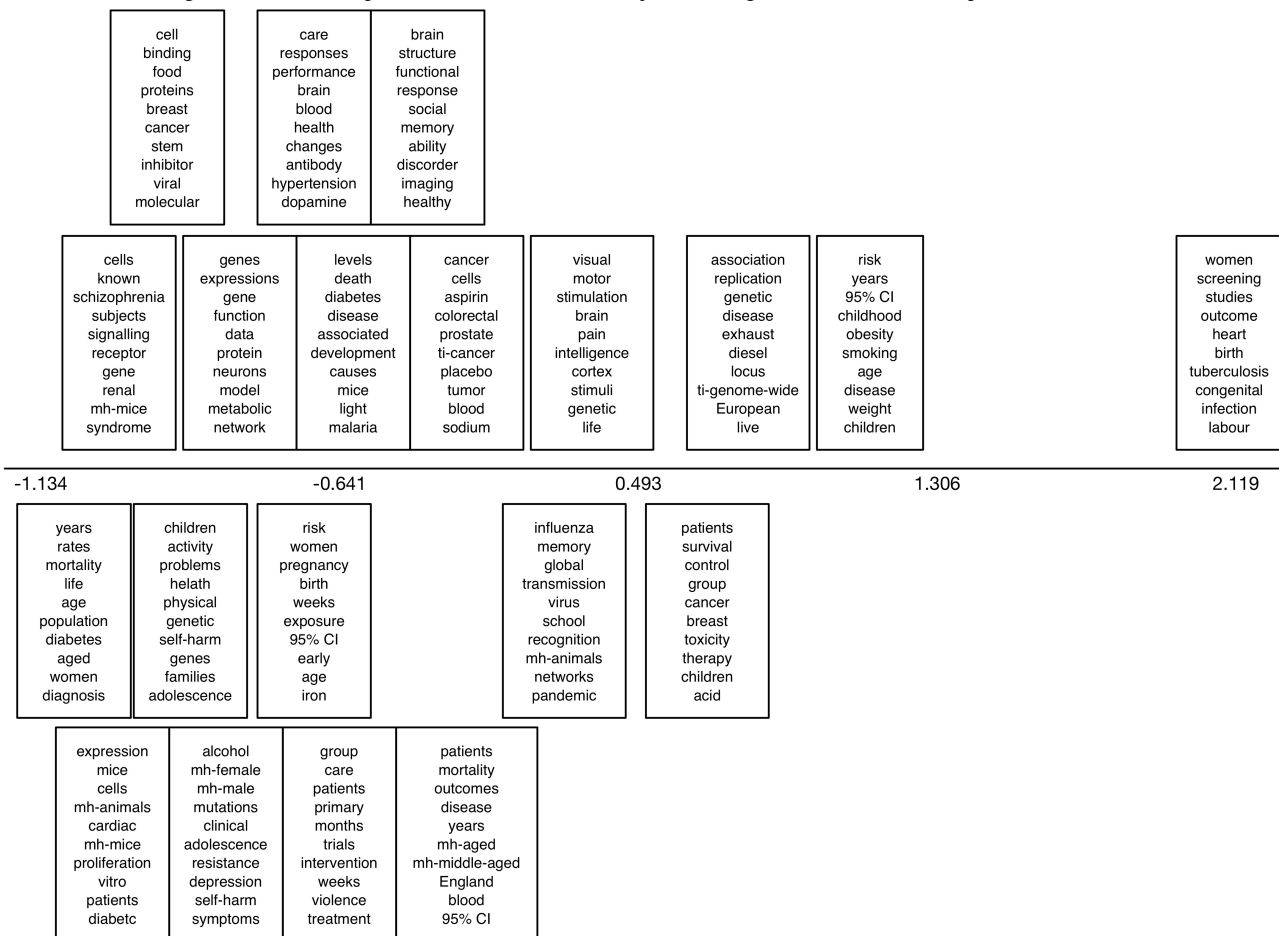 cell
binding
food
proteins
breast
cancer
stem
inhibitor
viral
molecular
care
responses
performance
brain
blood
health
changes
antibody
hypertension
dopamine
brain
structure
functional
response
social
memory
ability
discorder
imaging
healthy
cells
known
schizophrenia
subjects
signalling
receptor
gene
renal
mh-mice
syndrome
genes
expressions
gene
function
data
protein
neurons
model
metabolic
network
levels
death
diabetes
disease
associated
development
causes
mice
light
malaria
cancer
cells
aspirin
colorectal
prostate
ti-cancer
placebo
tumor
blood
sodium
visual
motor
stimulation
brain
pain
intelligence
cortex
stimuli
genetic
life
association
replication
genetic
disease
exhaust
diesel
locus
ti-genome-wide
European
live
risk
years
95% CI
childhood
obesity
smoking
age
disease
weight
children
women
screening
studies
outcome
heart
birth
tuberculosis
congenital
infection
labour
-1.134 -0.641 0.493 1.306 2.119
years
rates
mortality
life
age
population
diabetes
aged
women
diagnosis
children
activity
problems
helath
physical
genetic
self-harm
genes
families
adolescence
risk
women
pregnancy
birth
weeks
exposure
95% CI
early
age
iron
influenza
memory
global
transmission
virus
school
recognition
mh-animals
networks
pandemic
patients
survival
control
group
cancer
breast
toxicity
therapy
children
acid
expression
mice
cells
mh-animals
cardiac
mh-mice
proliferation
vitro
patients
diabetc
alcohol
mh-female
mh-male
mutations
clinical
adolescence
resistance
depression
self-harm
symptoms
group
care
patients
primary
months
trials
intervention
weeks
violence
treatment
patients
mortality
outcomes
disease
years
mh-aged
mh-middle-aged
England
blood
95% CI